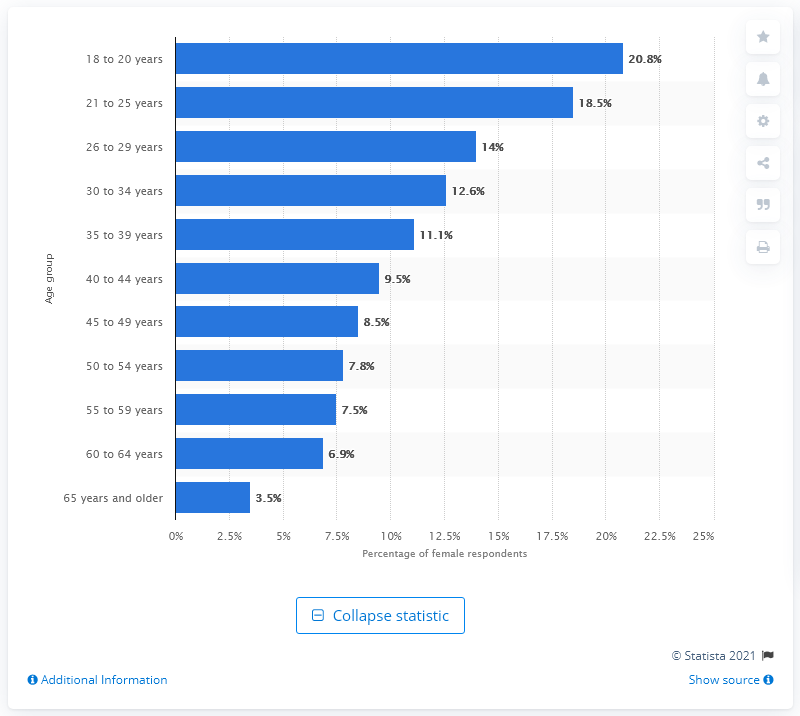 18 to 20 years 20.8%
21 to 25 years 18.5%
26 to 29 years 14%
30 to 34 years 12.6%
35 to 39 years 11.1%
Age group
40 to 44 years 9.5%
45 to 49 years 8.5%
50 to 54 years 7.8%
55 to 59 years 7.5%
60 to 64 years 6.9%
65 years and older 3.5%
0% 2.5% 5% 7.5% 10% 12.5% 15% 17.5% 20% 22.5% 25%
Percentage of female respondents
Collapse statistic
© Statista 2021
Additional Information Show source